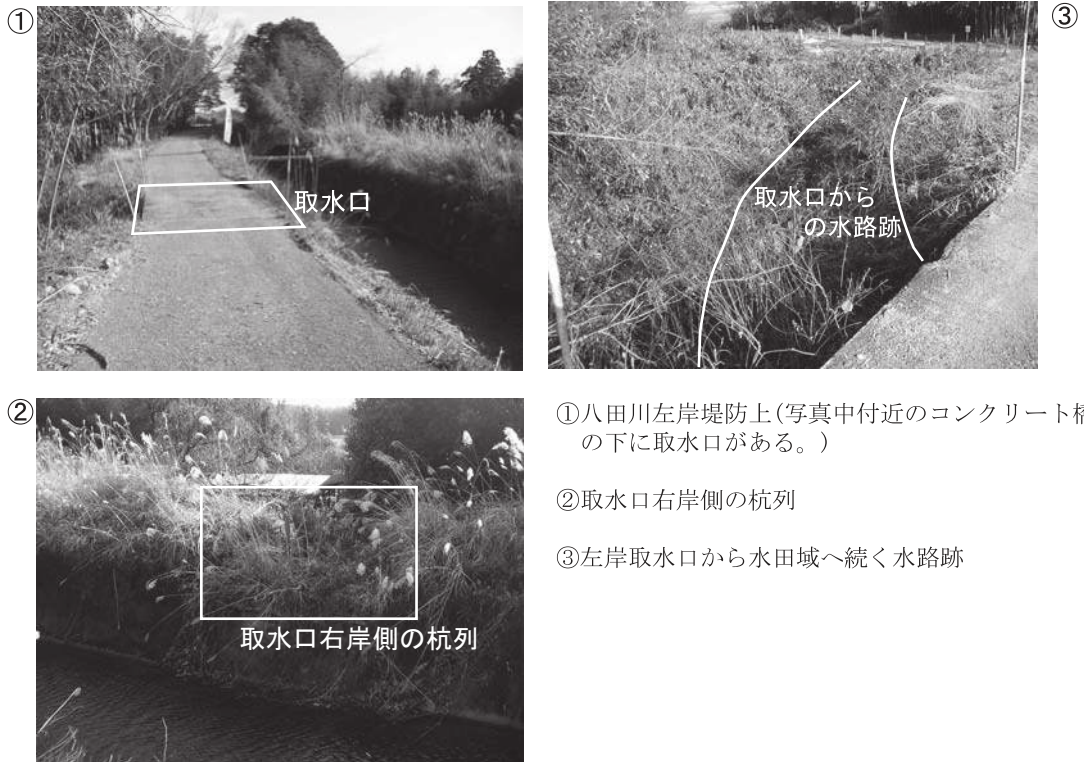 ①
取水口
③
取水口から
の水路跡
②
取水口右岸側の杭列
①八田川左岸堤防上(写真中付近のコンクリート橋
の下に取水口がある。)
②取水口右岸側の杭列
③左岸取水口から水田域へ続く水路跡